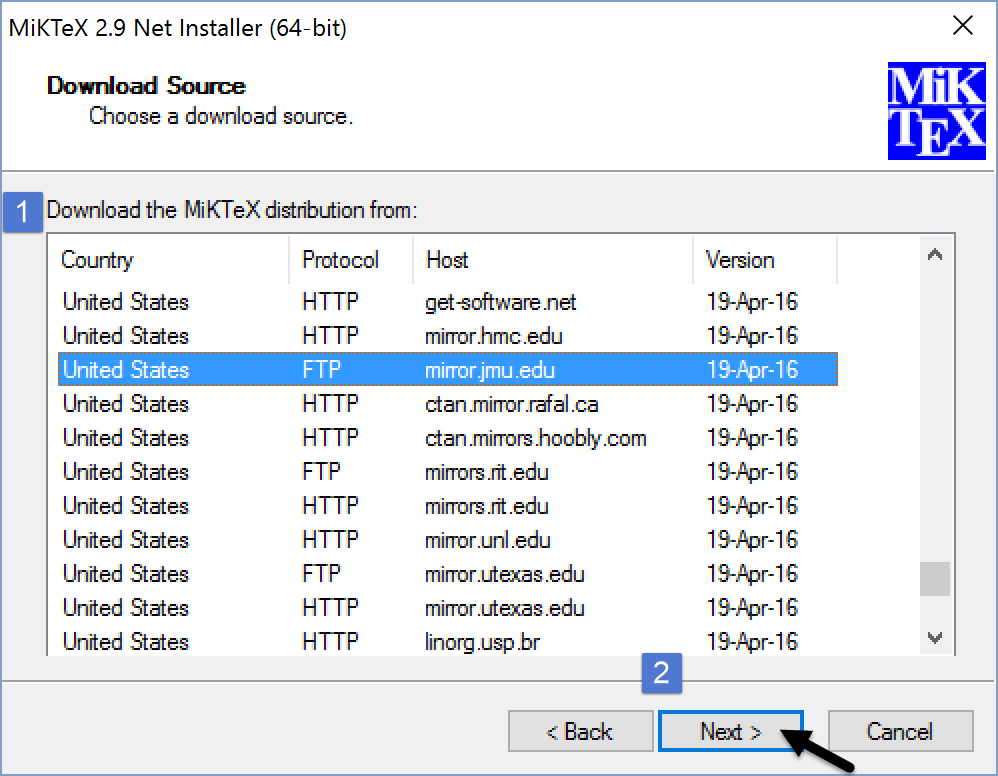 MiKTeX 2.9 Net Installer (64-bit)
Download Source
Choose a download source.
MiK
TEX
1
Download the MiKTeX distribution from:
Country Protocol Host Version
United States HTTP get-software.net 19-Apr-16
United States HTTP mirror.hmc.edu 19-Apr-16
United States FTP mirror.jmu.edu 19-Apr-16
United States HTTP ctan.mirror.rafal.ca 19-Apr-16
United States HTTP ctan.mirrors.hoobly.com 19-Apr-16
United States FTP mirrors.rit.edu 19-Apr-16
United States HTTP mirrors.rit.edu 19-Apr-16
United States HTTP mirror.unl.edu 19-Apr-16
United States FTP mirror.utexas.edu 19-Apr-16
United States HTTP mirror.utexas.edu 19-Apr-16
United States HTTP linorg.usp.br 19-Apr-16
2
< Back Next > Cancel